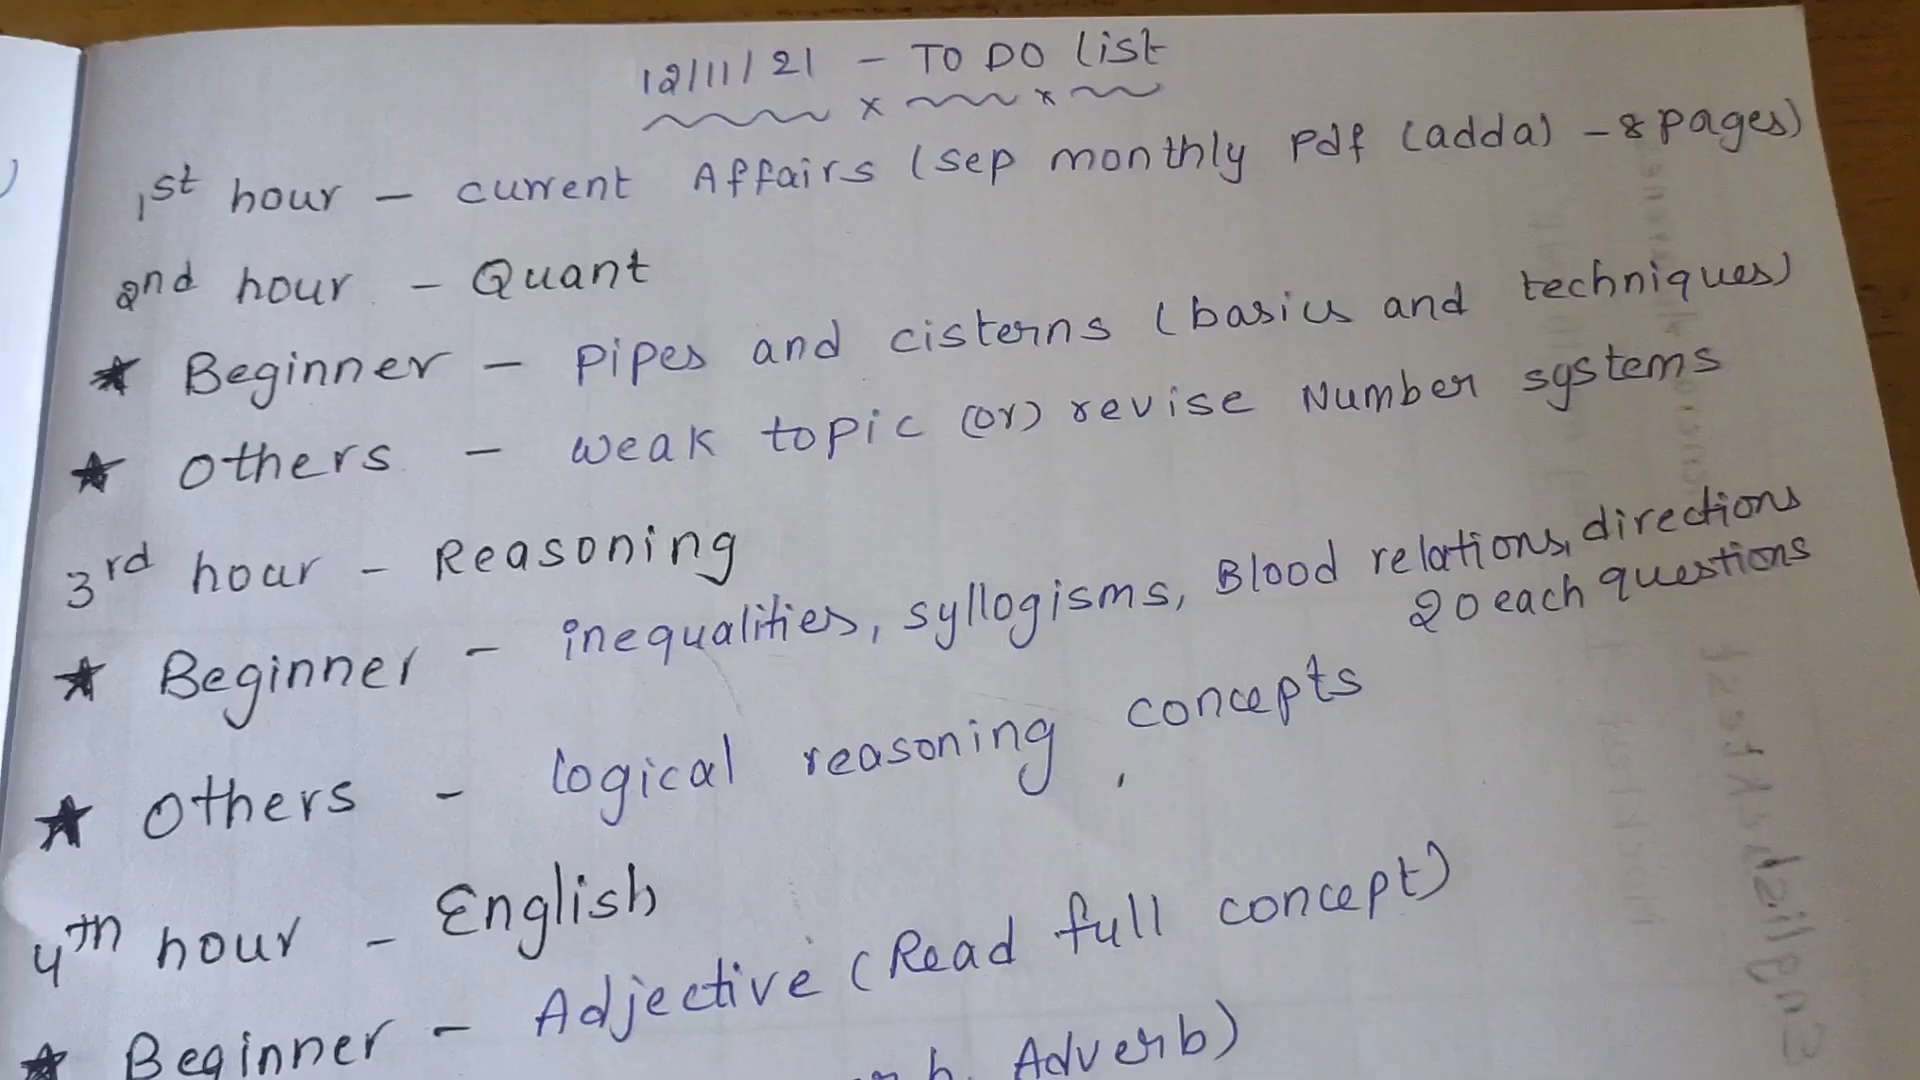 12/11/21 - TO DO list
1st hour - current Affairs (sep monthly pdf (adda) - 8 pages)
2nd hour - Quant
★ Beginner - pipes and cisterns (basics and techniques)
★ others - weak topic (or) revise Number systems
3rd hour - Reasoning
★ Beginner - inequalities, syllogisms, Blood relations, directions
20 each questions
★ others - logical reasoning concepts
4th hour - English
★ Beginner - Adjective (Read full concept)
Adverb)